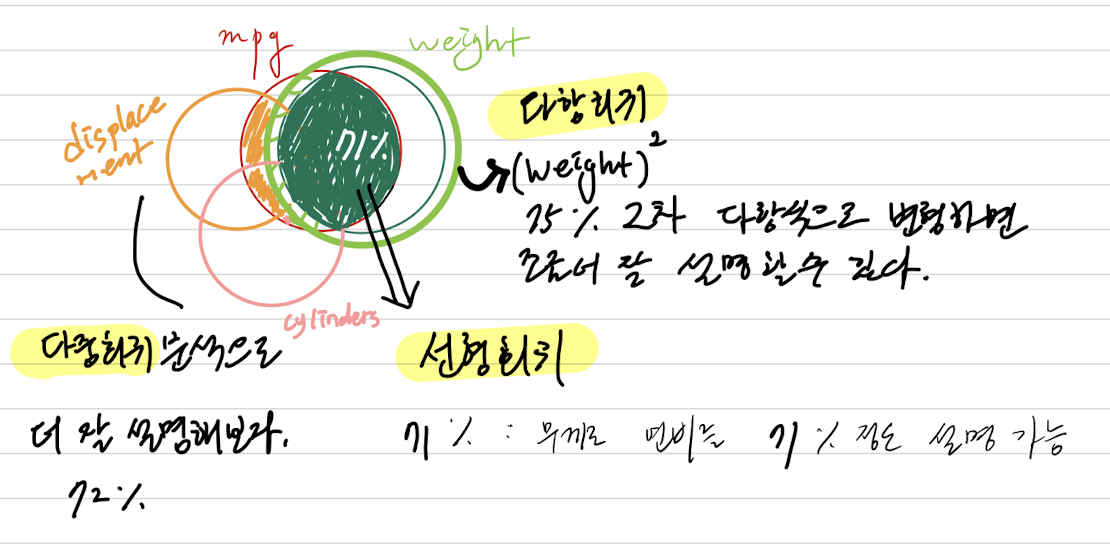 mpg
weight
displace
ment
71%
다항회귀
(weight)²
75% 2차 다항식으로 변형하면
조금더 잘 설명할수 있다.
cylinders
다중회귀 분석으로
더 잘 설명해보자.
72%
선형회귀
71% : 무게로 연비를 71% 정도 설명 가능